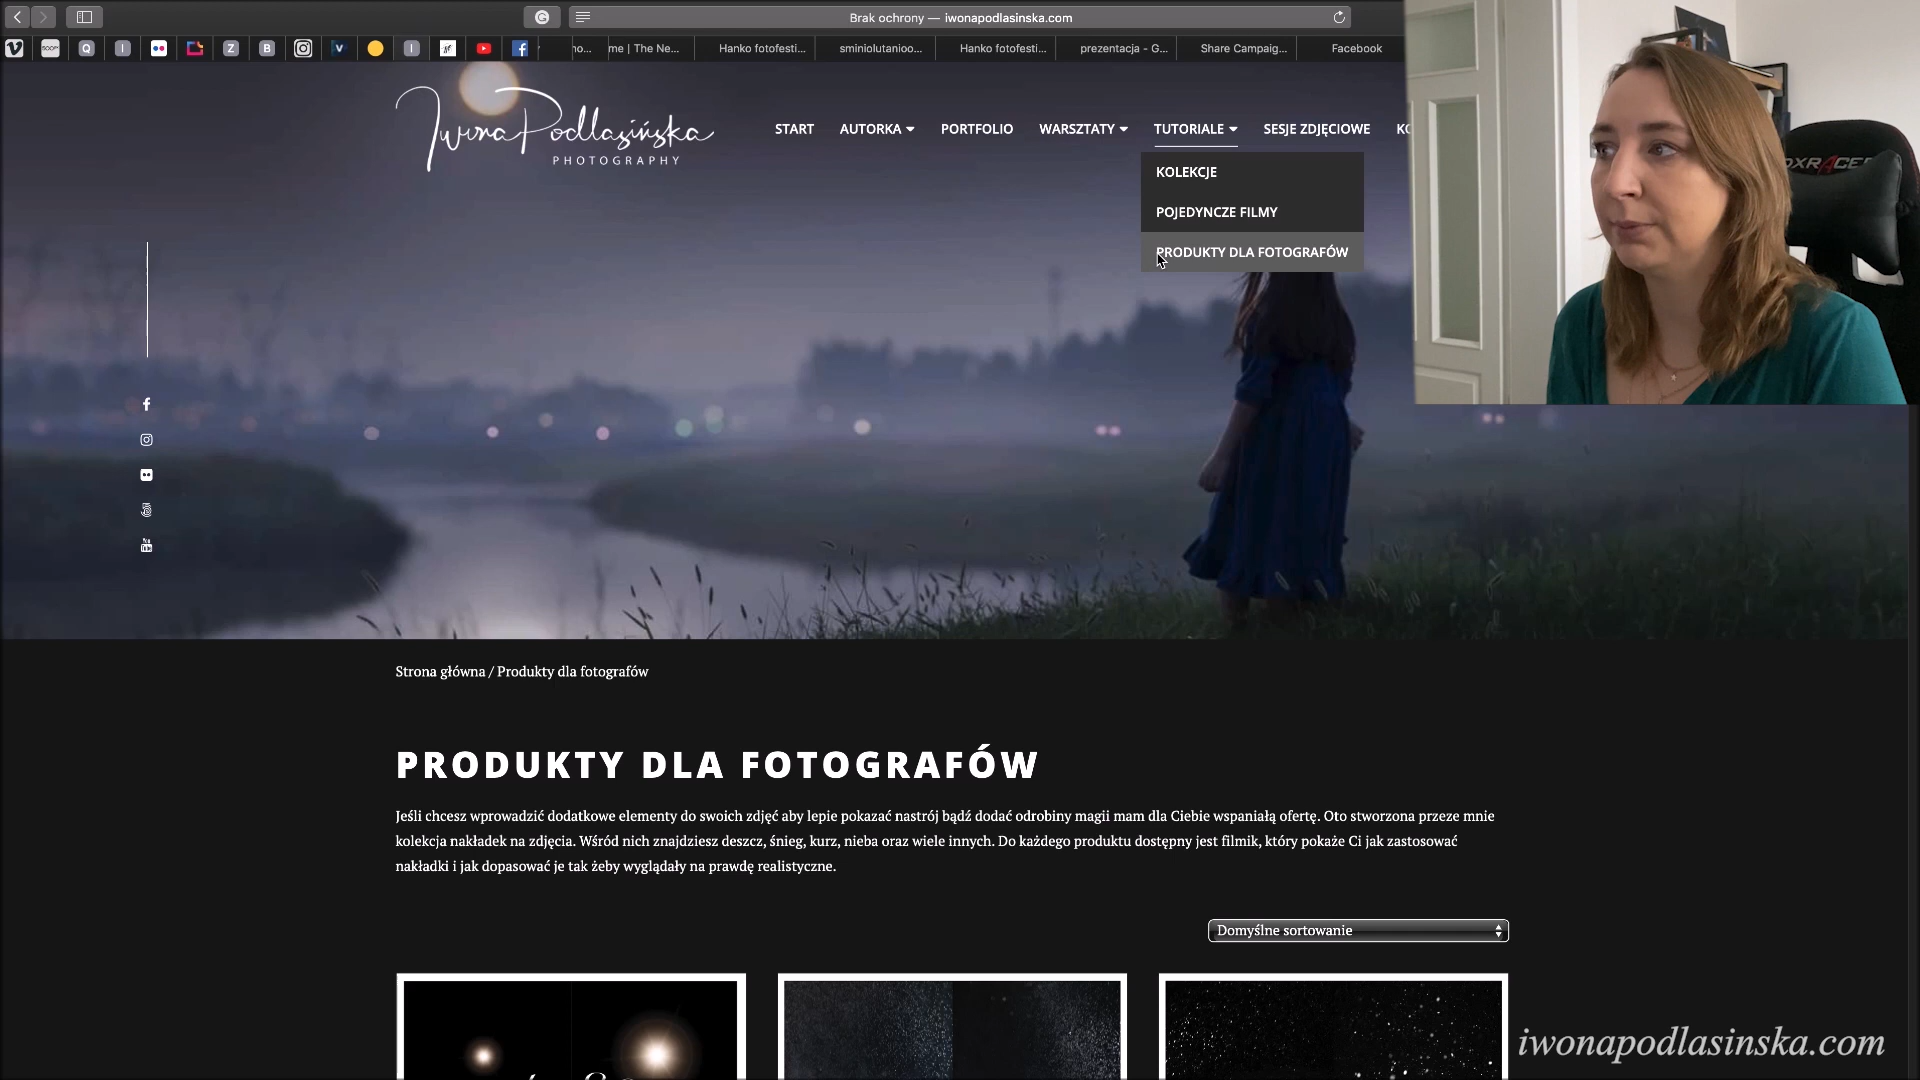 Brak ochrony — iwonapodlasinska.com
me | The Ne...
Hanko fotofesti...
sminiolutanioo...
Hanko fotofesti...
prezentacja - G...
Share Campaig...
Facebook
Iwona Podlasińska
PHOTOGRAPHY
START
AUTORKA
PORTFOLIO
WARSZTATY
TUTORIALE
SESJE ZDJĘCIOWE
KOLEKCJE
POJEDYNCZE FILMY
PRODUKTY DLA FOTOGRAFÓW
Strona główna / Produkty dla fotografów
PRODUKTY DLA FOTOGRAFÓW
Jeśli chcesz wprowadzić dodatkowe elementy do swoich zdjęć aby lepie pokazać nastrój bądź dodać odrobiny magii mam dla Ciebie wspaniałą ofertę. Oto stworzona przeze mnie
kolekcja nakładek na zdjęcia. Wśród nich znajdziesz deszcz, śnieg, kurz, nieba oraz wiele innych. Do każdego produktu dostępny jest filmik, który pokaże Ci jak zastosować
nakładki i jak dopasować je tak żeby wyglądały na prawdę realistyczne.
Domyślne sortowanie
iwonapodlasinska.com